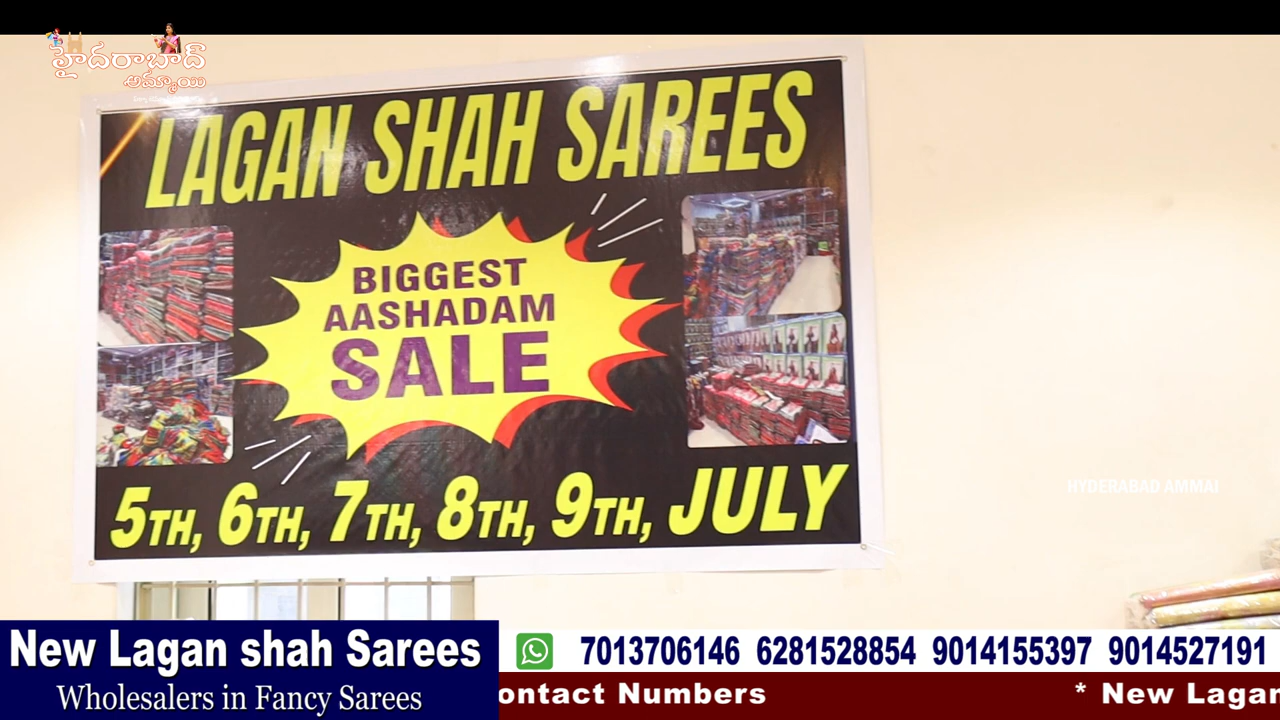 హైదరాబాద్
అమ్మాయి
LAGAN SHAH SAREES
BIGGEST
AASHADAM
SALE
5TH, 6TH, 7TH, 8TH, 9TH, JULY
HYDERABAD AMMAI
New Lagan shah Sarees
Wholesalers in Fancy Sarees
7013706146 6281528854 9014155397 9014527191
ontact Numbers * New Lagan